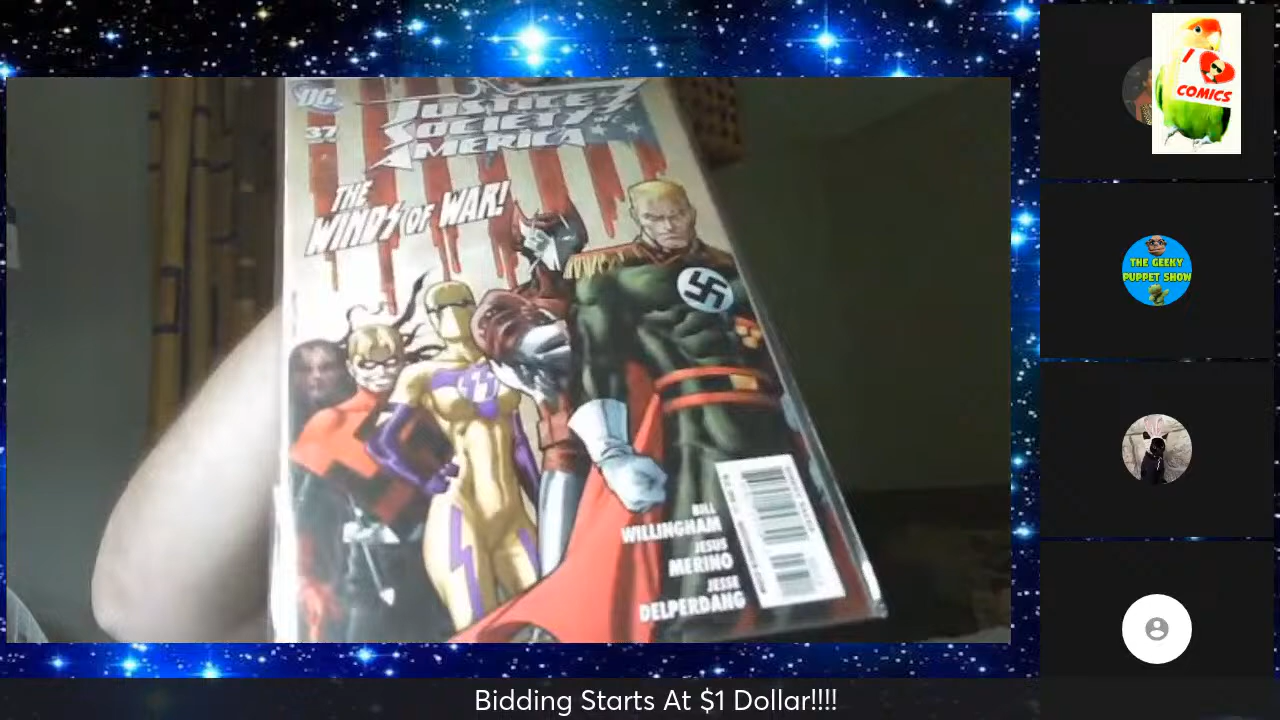 DC
37
JUSTICE
SOCIETY OF
AMERICA
THE
WINDS OF WAR!
BILL
WILLINGHAM
JESUS
MERINO
JESSE
DELPERDANG
I
COMICS
THE GEEKY
PUPPET SHOW
Bidding Starts At $1 Dollar!!!!